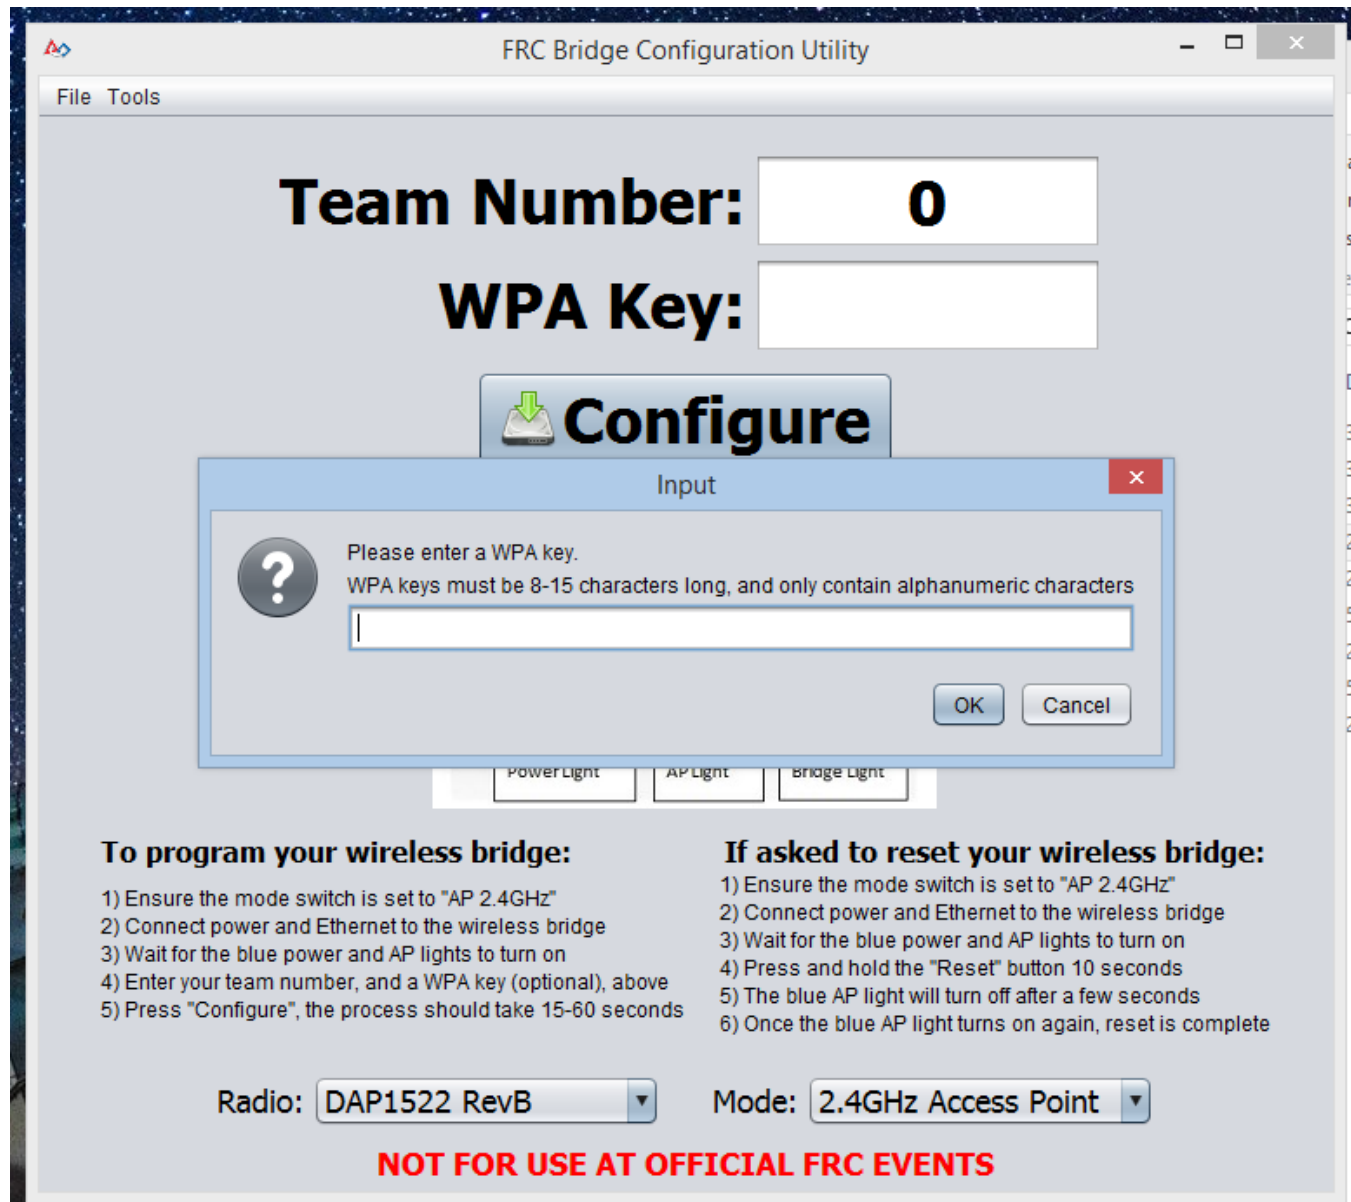 FRC Bridge Configuration Utility
File Tools
Team Number: 0
WPA Key:
Configure
Input
Please enter a WPA key.
WPA keys must be 8-15 characters long, and only contain alphanumeric characters
OK Cancel
Power Light AP Light Bridge Light
To program your wireless bridge:
1) Ensure the mode switch is set to "AP 2.4GHz"
2) Connect power and Ethernet to the wireless bridge
3) Wait for the blue power and AP lights to turn on
4) Enter your team number, and a WPA key (optional), above
5) Press "Configure", the process should take 15-60 seconds
If asked to reset your wireless bridge:
1) Ensure the mode switch is set to "AP 2.4GHz"
2) Connect power and Ethernet to the wireless bridge
3) Wait for the blue power and AP lights to turn on
4) Press and hold the "Reset" button 10 seconds
5) The blue AP light will turn off after a few seconds
6) Once the blue AP light turns on again, reset is complete
Radio: DAP1522 RevB Mode: 2.4GHz Access Point
NOT FOR USE AT OFFICIAL FRC EVENTS